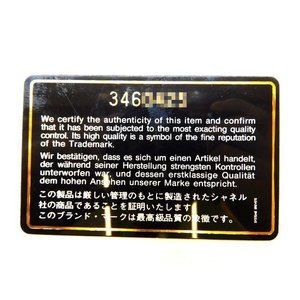 346
We certify the authenticity of this item and confirm
that it has been subjected to the most exacting quality
control. Its high quality is a symbol of the fine reputation
of the Trademark.
Wir bestätigen, dass es sich um einen Artikel handelt,
der während seiner Herstellung strengsten Kontrollen
unterworfen war, und dessen erstklassige Qualität
dem hohen Ansehen unserer Marke entspricht.
この製品は厳しい管理のもとに製造されたシャネル
社の商品であることを証明いたします。
このブランド・マークは最高級品質の象徴です。